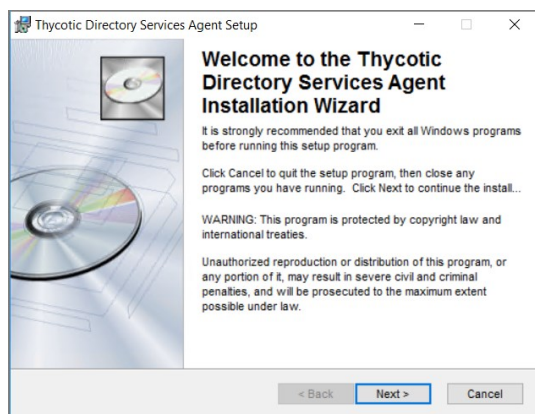 Thycotic Directory Services Agent Setup
Welcome to the Thycotic
Directory Services Agent
Installation Wizard
It is strongly recommended that you exit all Windows programs
before running this setup program.
Click Cancel to quit the setup program, then close any
programs you have running. Click Next to continue the install...
WARNING: This program is protected by copyright law and
international treaties.
Unauthorized reproduction or distribution of this program, or
any portion of it, may result in severe civil and criminal
penalties, and will be prosecuted to the maximum extent
possible under law.
< Back Next > Cancel